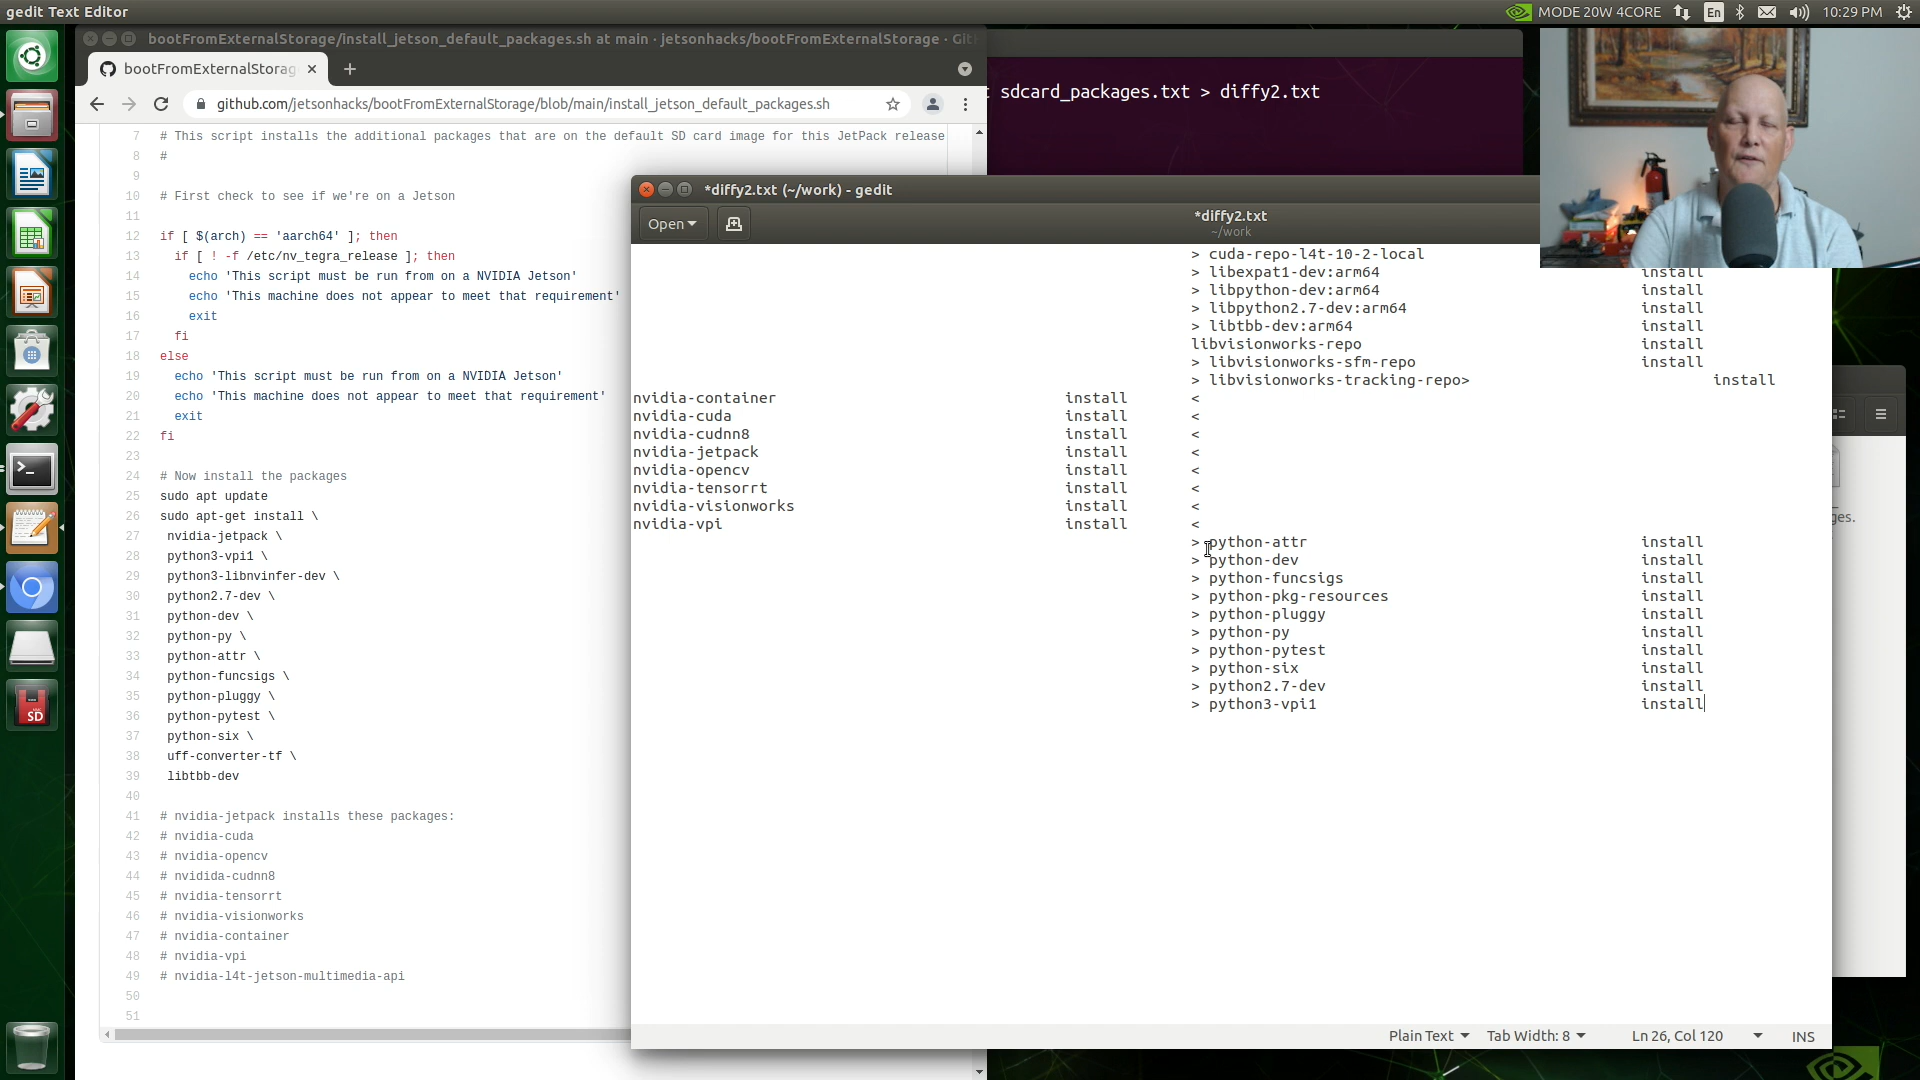 gedit Text Editor
MODE 20W 4CORE
En
10:29 PM
bootFromExternalStorage/install_jetson_default_packages.sh at main · jetsonhacks/bootFromExternalStorage - Git
bootFromExternalStorag
github.com/jetsonhacks/bootFromExternalStorage/blob/main/install_jetson_default_packages.sh
7 # This script installs the additional packages that are on the default SD card image for this JetPack release
8 #
9
10 # First check to see if we're on a Jetson
11
12 if [ $(arch) == 'aarch64' ]; then
13 if [ ! -f /etc/nv_tegra_release ]; then
14 echo 'This script must be run from on a NVIDIA Jetson'
15 echo 'This machine does not appear to meet that requirement'
16 exit
17 fi
18 else
19 echo 'This script must be run from on a NVIDIA Jetson'
20 echo 'This machine does not appear to meet that requirement'
21 exit
22 fi
23
24 # Now install the packages
25 sudo apt update
26 sudo apt-get install \
27 nvidia-jetpack \
28 python3-vpi1 \
29 python3-libnvinfer-dev \
30 python2.7-dev \
31 python-dev \
32 python-py \
33 python-attr \
34 python-funcsigs \
35 python-pluggy \
36 python-pytest \
37 python-six \
38 uff-converter-tf \
39 libtbb-dev
40
41 # nvidia-jetpack installs these packages:
42 # nvidia-cuda
43 # nvidia-opencv
44 # nvidida-cudnn8
45 # nvidia-tensorrt
46 # nvidia-visionworks
47 # nvidia-container
48 # nvidia-vpi
49 # nvidia-l4t-jetson-multimedia-api
50
51
sdcard_packages.txt > diffy2.txt
*diffy2.txt (~/work) - gedit
Open
*diffy2.txt
~/work
> cuda-repo-l4t-10-2-local
> libexpat1-dev:arm64 install
> libpython-dev:arm64 install
> libpython2.7-dev:arm64 install
> libtbb-dev:arm64 install
libvisionworks-repo install
> libvisionworks-sfm-repo install
> libvisionworks-tracking-repo> install
nvidia-container install <
nvidia-cuda install <
nvidia-cudnn8 install <
nvidia-jetpack install <
nvidia-opencv install <
nvidia-tensorrt install <
nvidia-visionworks install <
nvidia-vpi install <
> python-attr install
> python-dev install
> python-funcsigs install
> python-pkg-resources install
> python-pluggy install
> python-py install
> python-pytest install
> python-six install
> python2.7-dev install
> python3-vpi1 install
Plain Text Tab Width: 8 Ln 26, Col 120 INS
SD